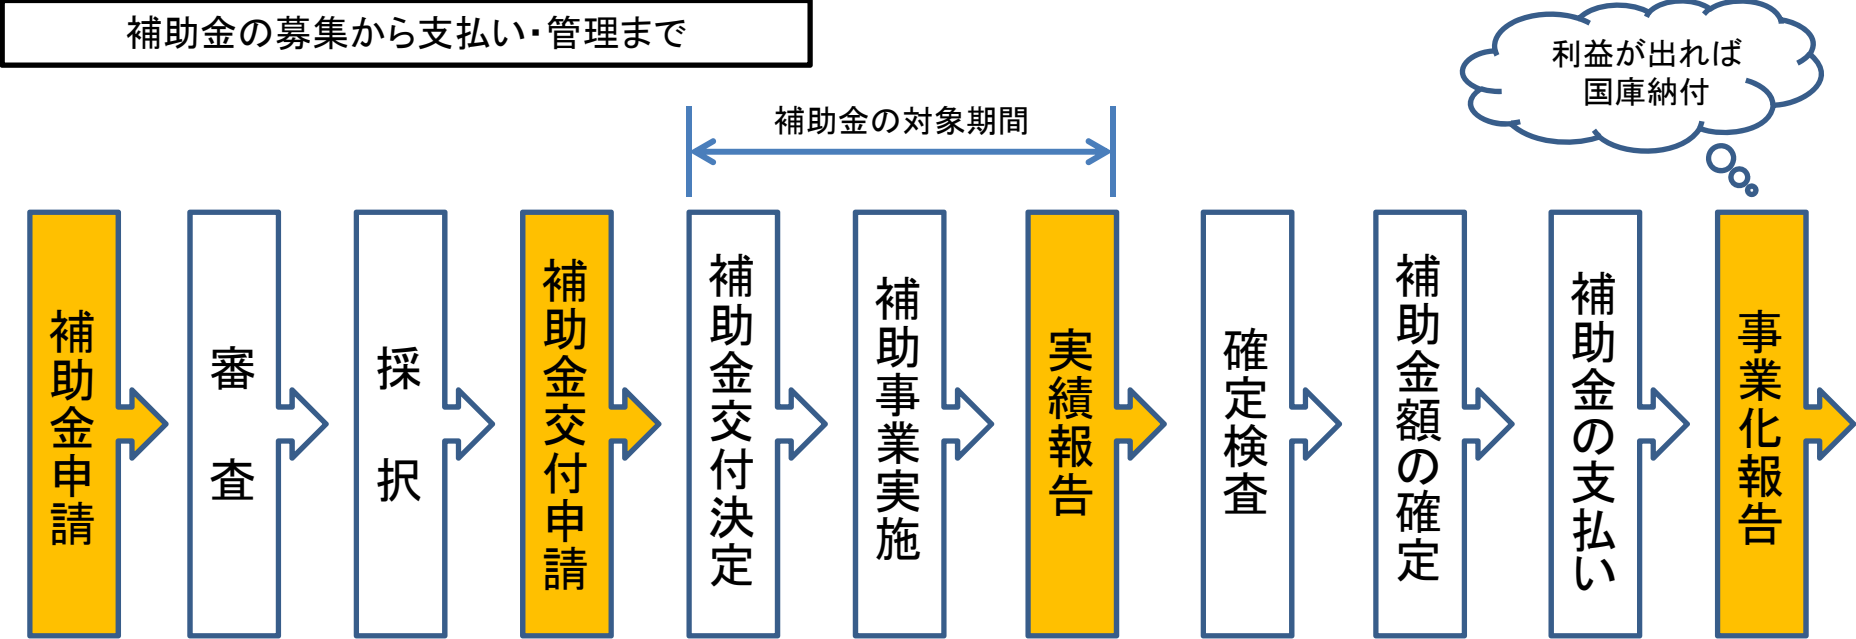 補助金の募集から支払い・管理まで
利益が出れば
国庫納付
補助金の対象期間
補助金申請
審査
採択
補助金交付申請
補助金交付決定
補助事業実施
実績報告
確定検査
補助金額の確定
補助金の支払い
事業化報告